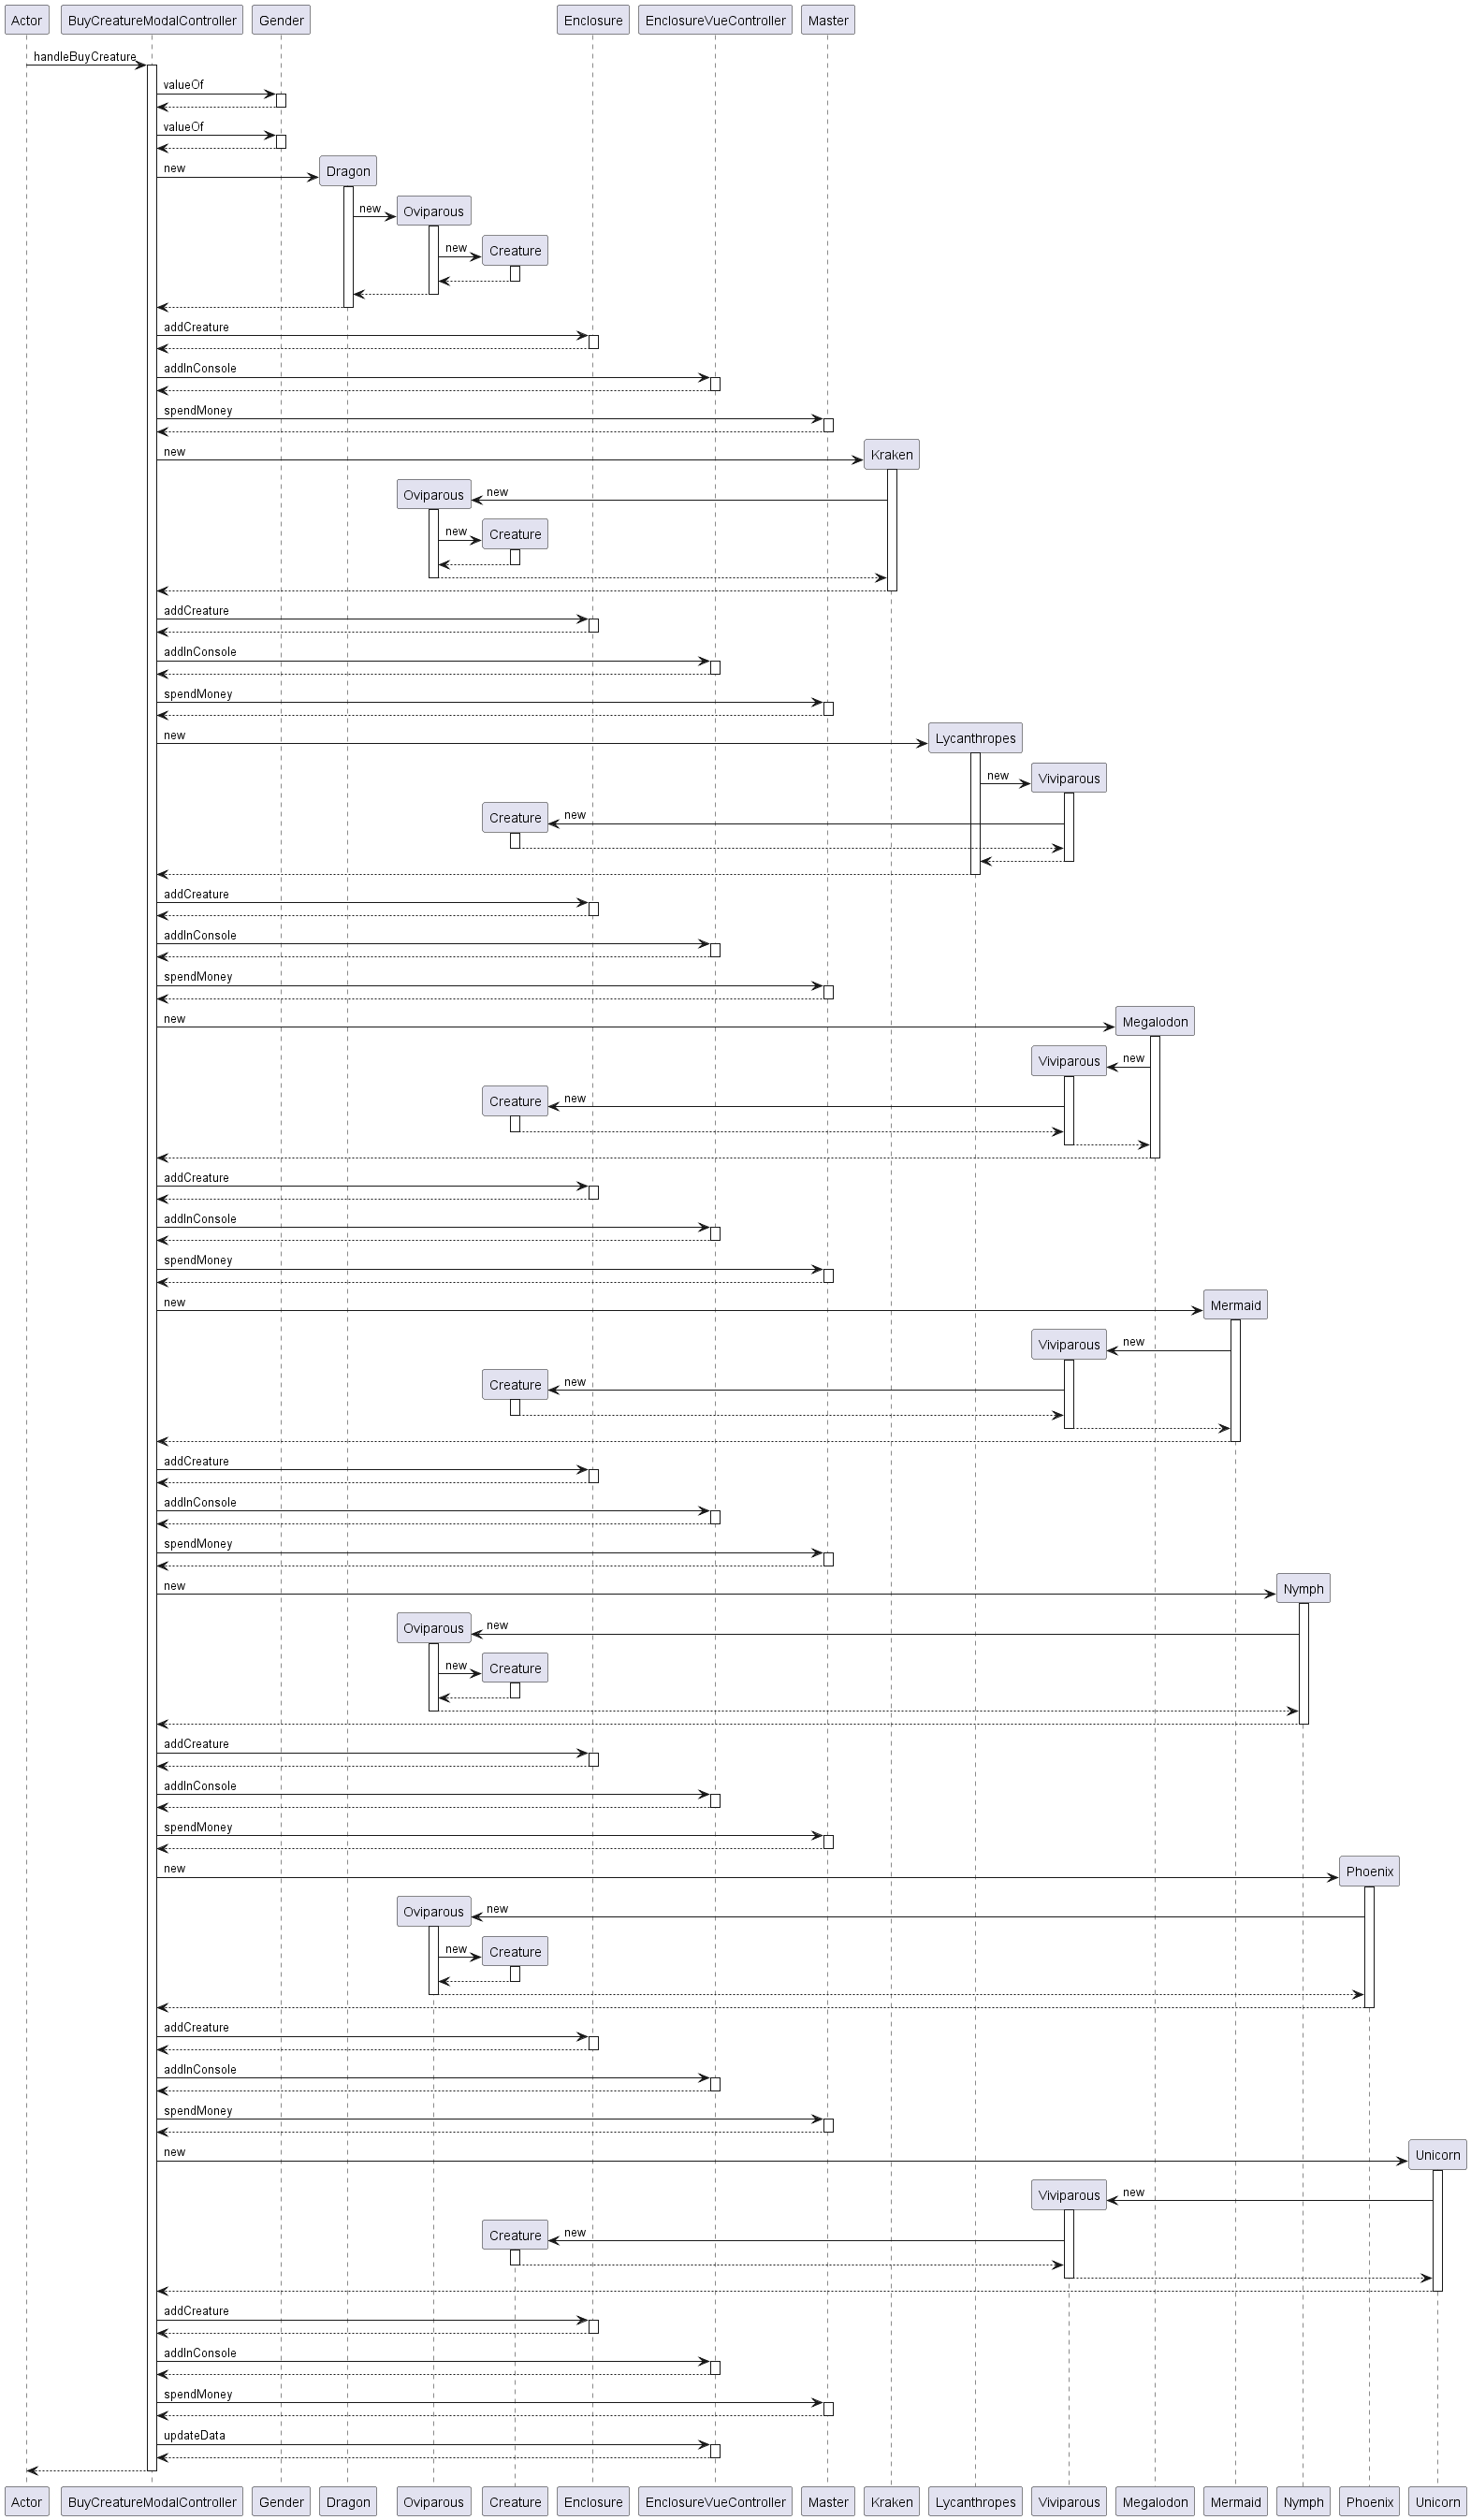 Actor BuyCreatureModalController Gender Enclosure EnclosureVueController Master
handleBuyCreature
valueOf
valueOf
new Dragon
new Oviparous
new Creature
addCreature
addInConsole
spendMoney
new Kraken
Oviparous new
new Creature
addCreature
addInConsole
spendMoney
new Lycanthropes
new Viviparous
Creature new
addCreature
addInConsole
spendMoney
new Megalodon
Viviparous new
Creature new
addCreature
addInConsole
spendMoney
new Mermaid
Viviparous new
Creature new
addCreature
addInConsole
spendMoney
new Nymph
Oviparous new
new Creature
addCreature
addInConsole
spendMoney
new Phoenix
Oviparous new
new Creature
addCreature
addInConsole
spendMoney
new Unicorn
Viviparous new
Creature new
addCreature
addInConsole
spendMoney
updateData
Actor BuyCreatureModalController Gender Dragon Oviparous Creature Enclosure EnclosureVueController Master Kraken Lycanthropes Viviparous Megalodon Mermaid Nymph Phoenix Unicorn